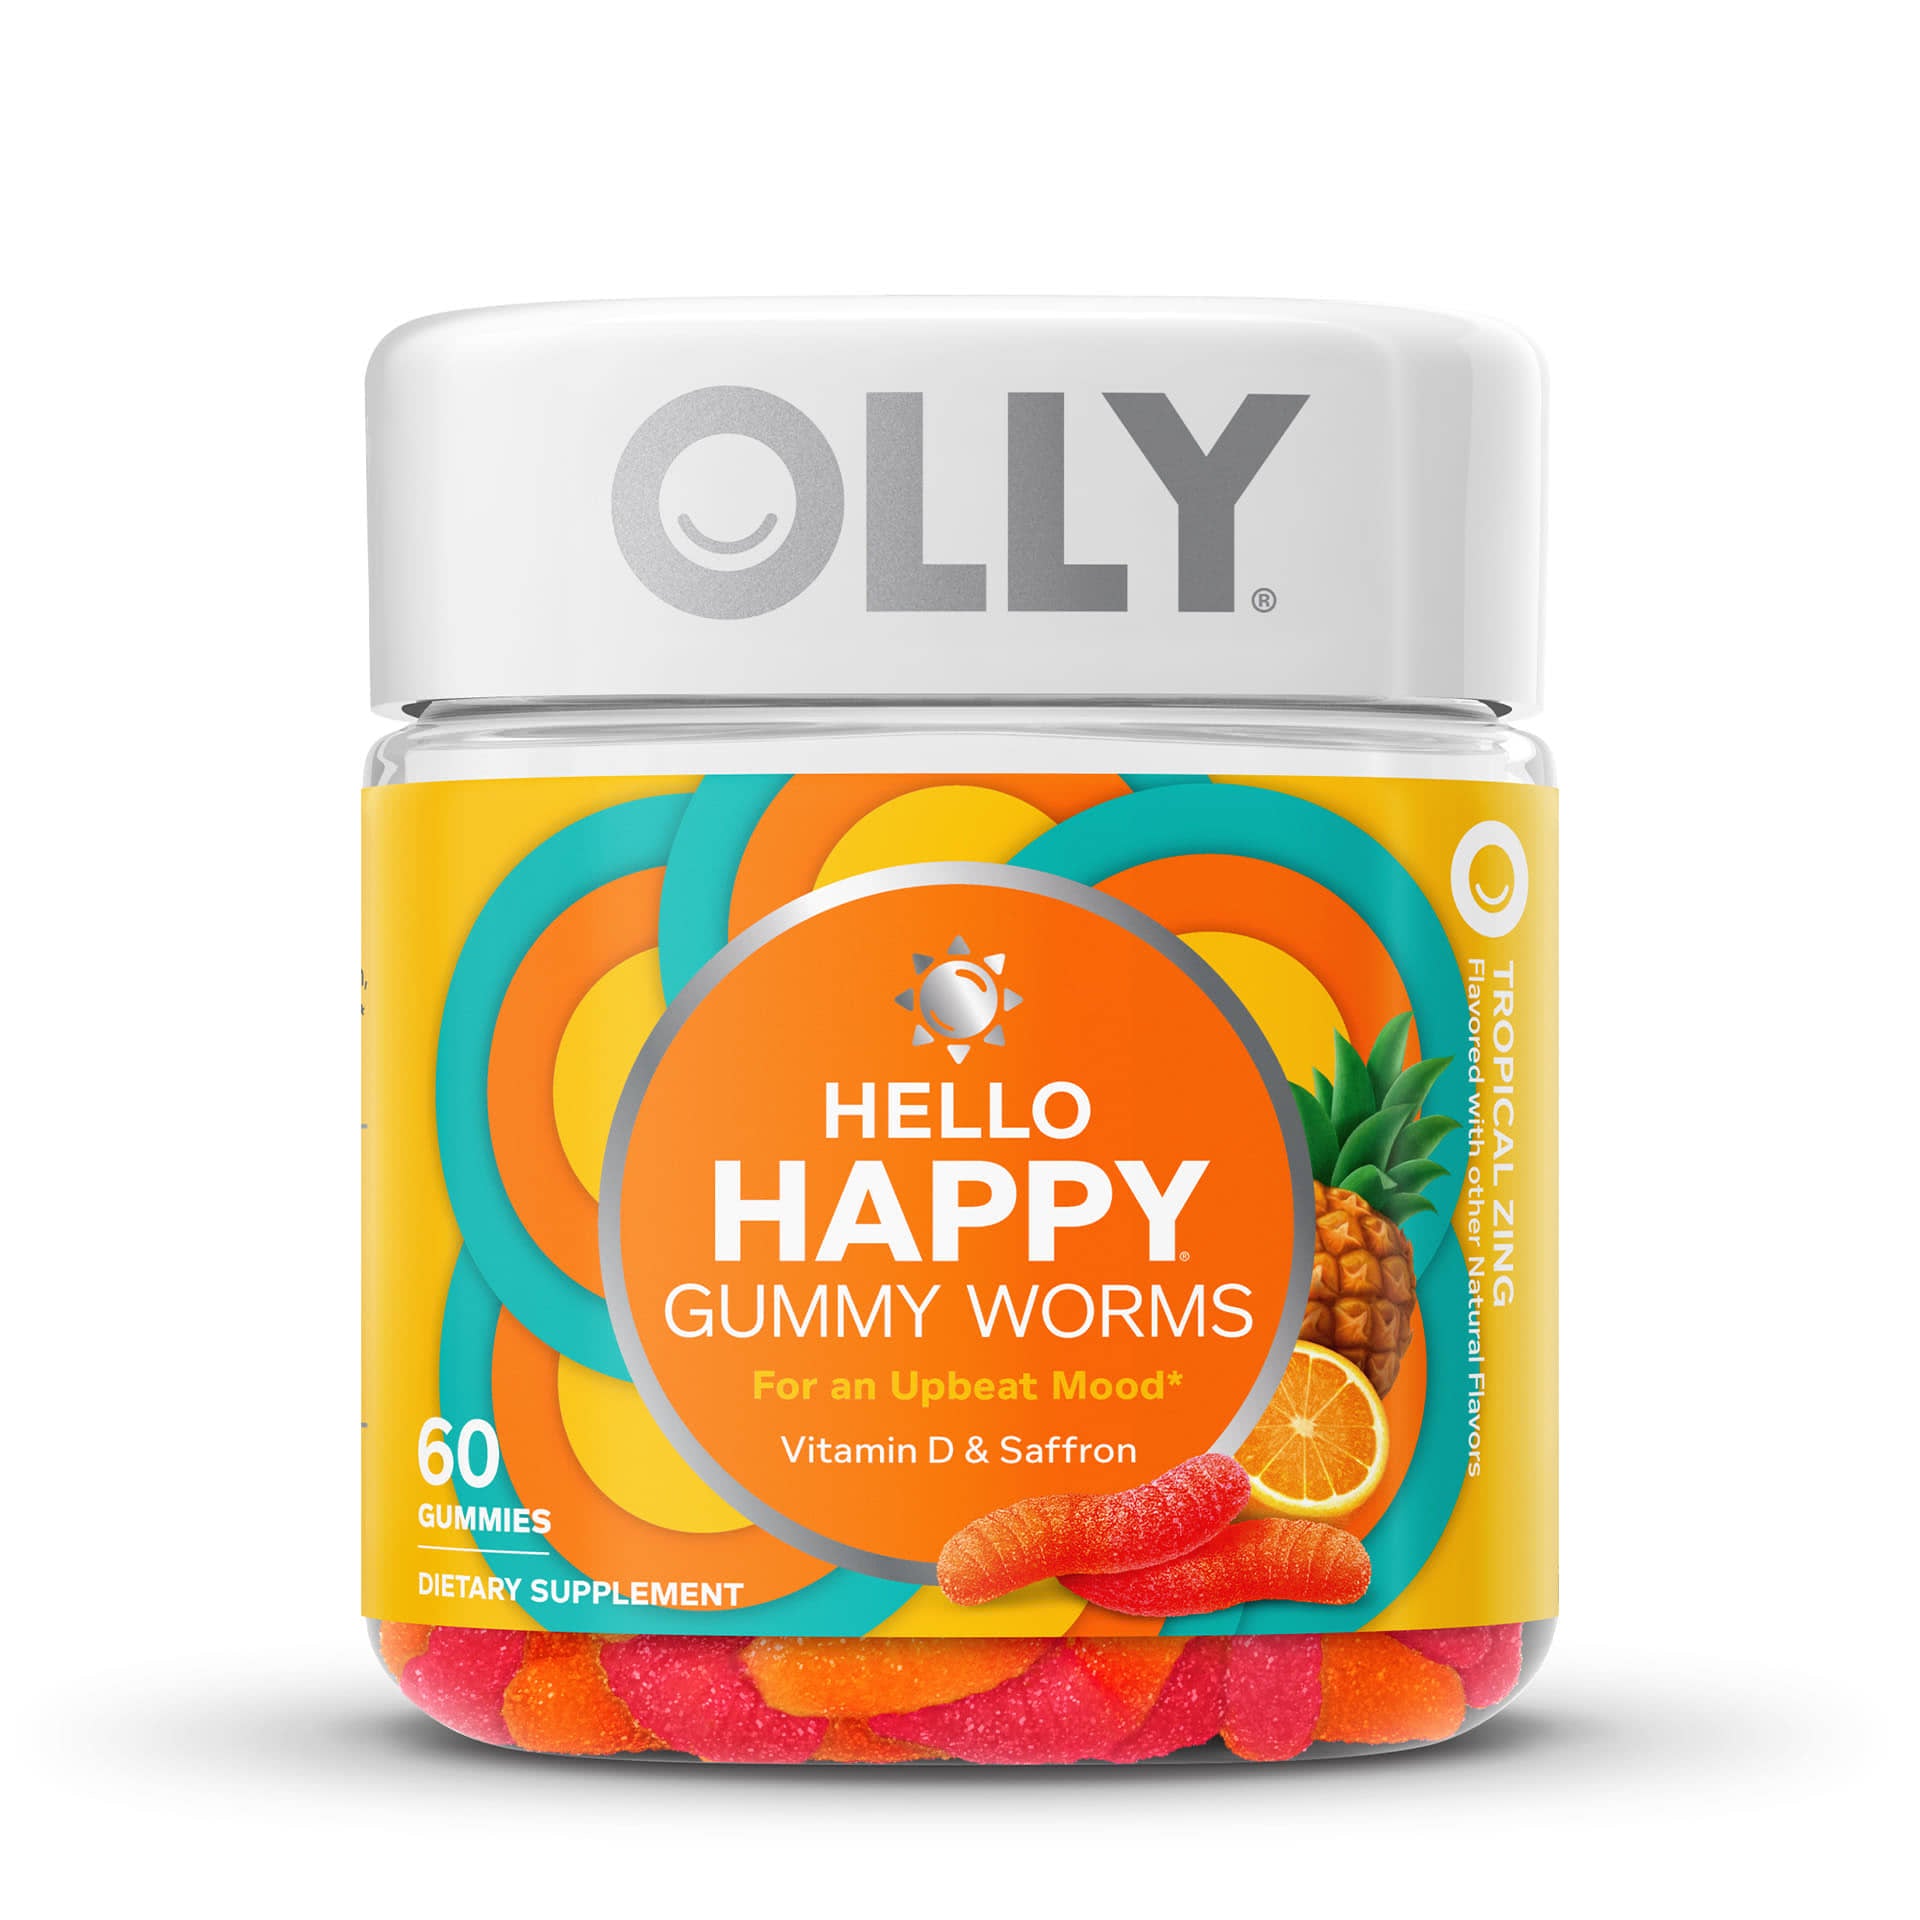 OLLY®
HELLO
HAPPY®
GUMMY WORMS
For an Upbeat Mood*
Vitamin D & Saffron
60
GUMMIES
DIETARY SUPPLEMENT
TROPICAL ZING
Flavored with other Natural Flavors